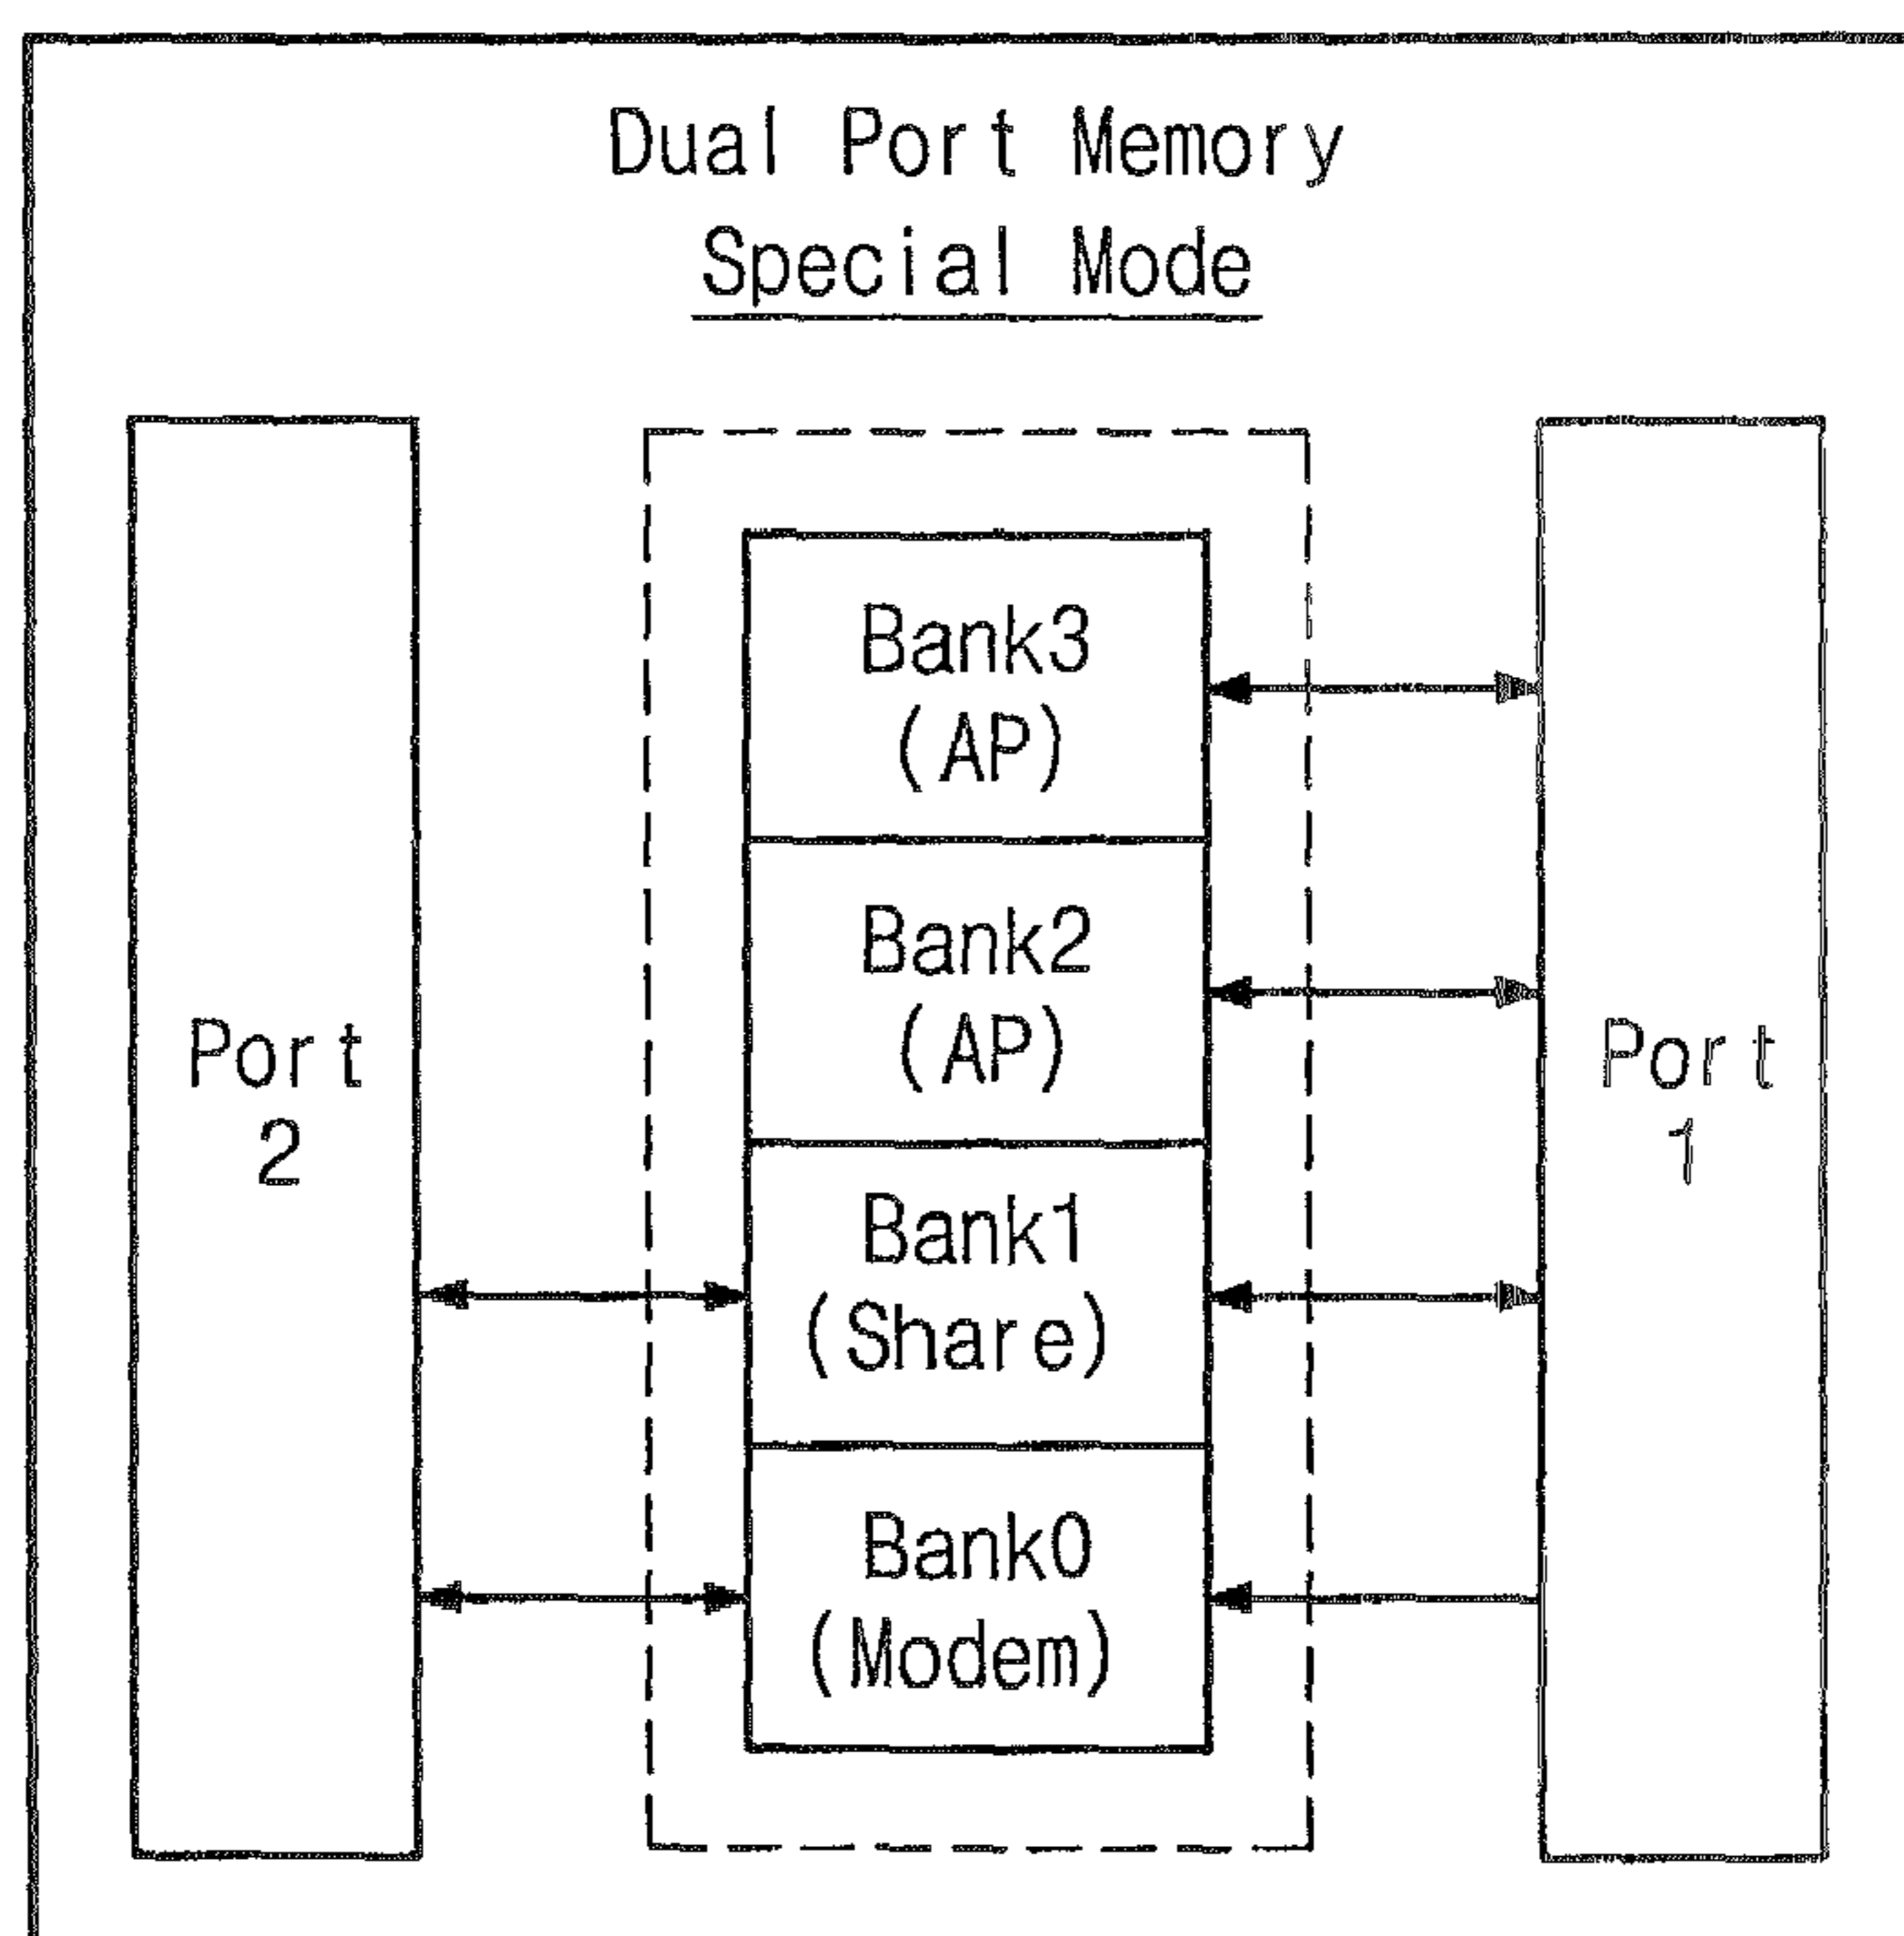 Dual Port Memory
Special Mode
Port
2
Bank3
(AP)
Bank2
(AP)
Bank1
(Share)
Bank0
(Modem)
Port
1